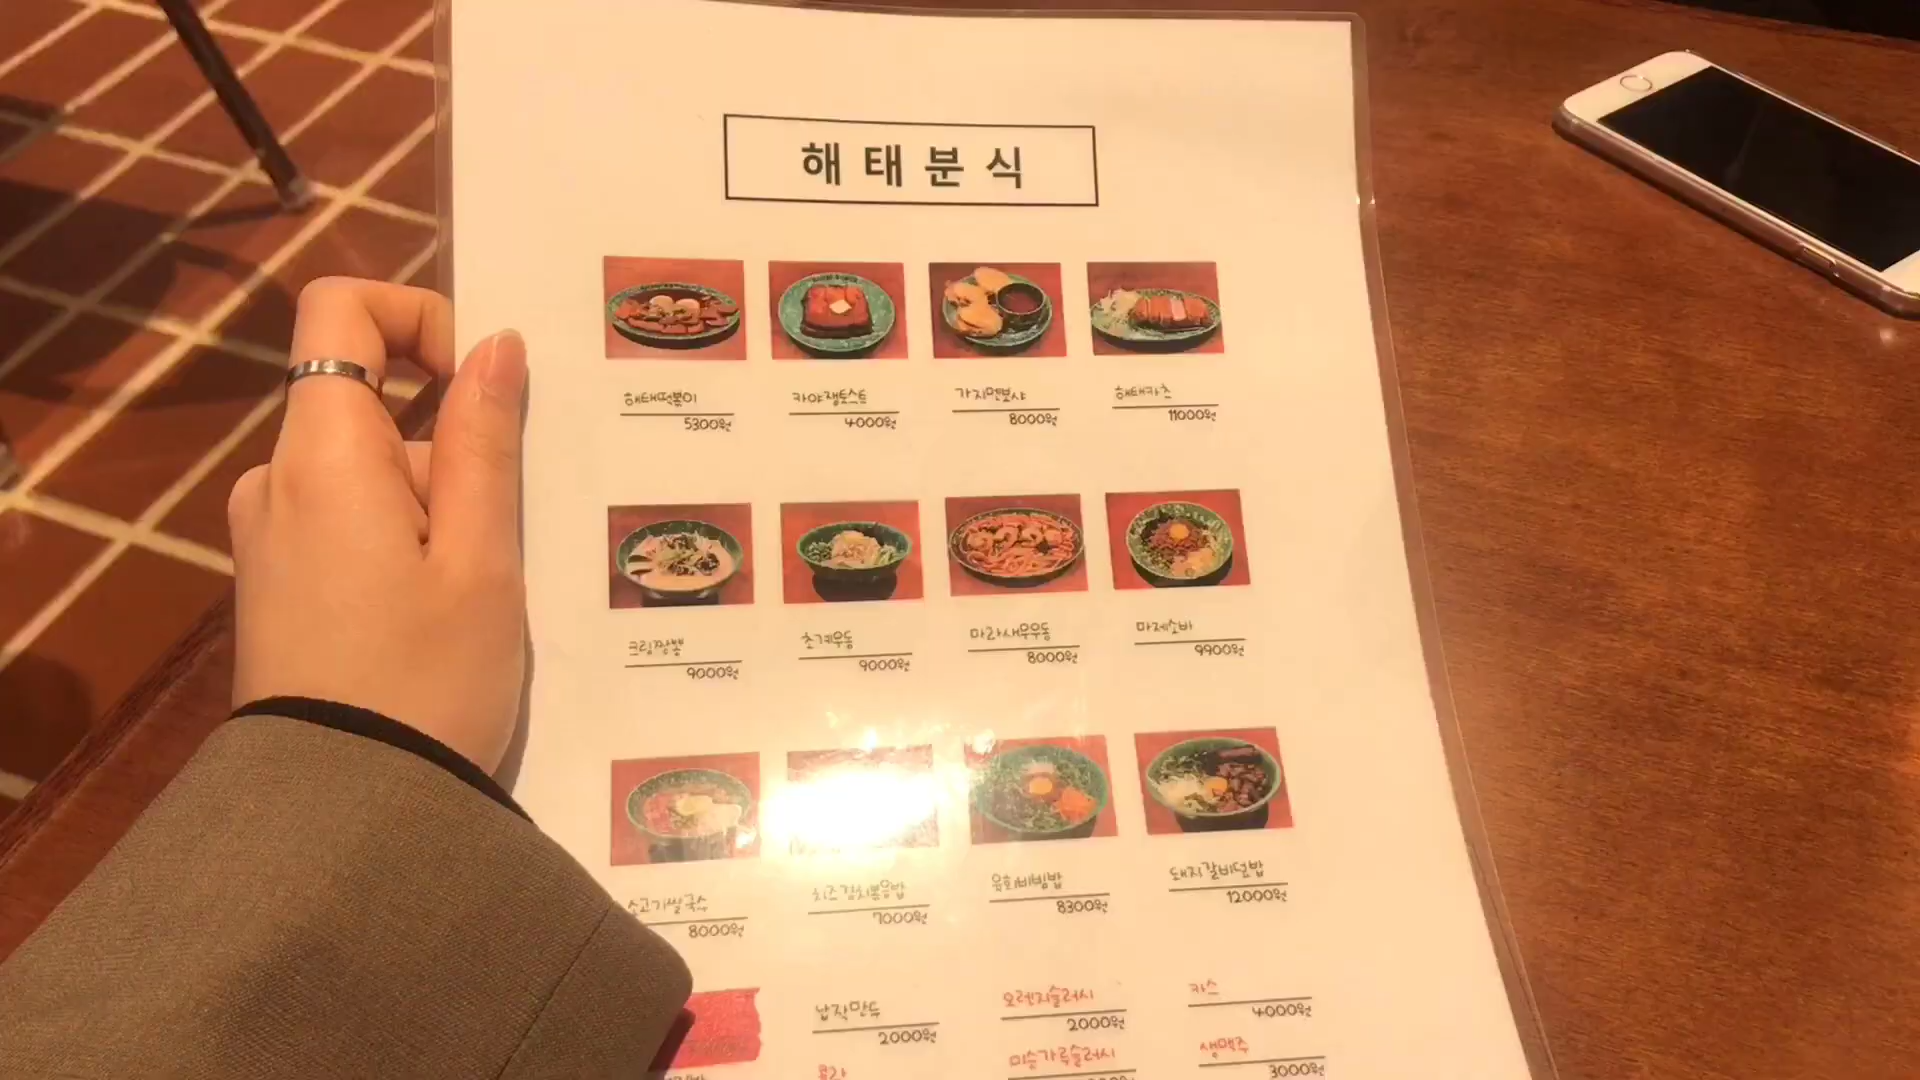 해태분식
해태떡볶이
5300원
카야잼토스트
4000원
가지멘보샤
8000원
해태카츠
11000원
크림짬뽕
9000원
초계우동
9000원
마라새우우동
8000원
마제소바
9900원
소고기쌀국수
8000원
치즈김치볶음밥
7000원
육회비빔밥
8300원
돼지갈비덮밥
12000원
납작만두
2000원
오렌지슬러시
2000원
카스
4000원
콜라
미숫가루슬러시
생맥주
3000원